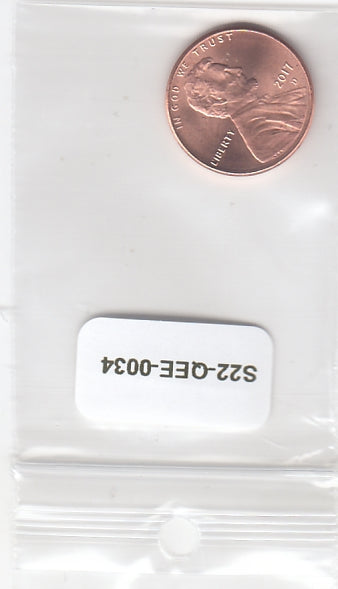 IN GOD WE TRUST
LIBERTY
2017
D
S22-QEE-0034